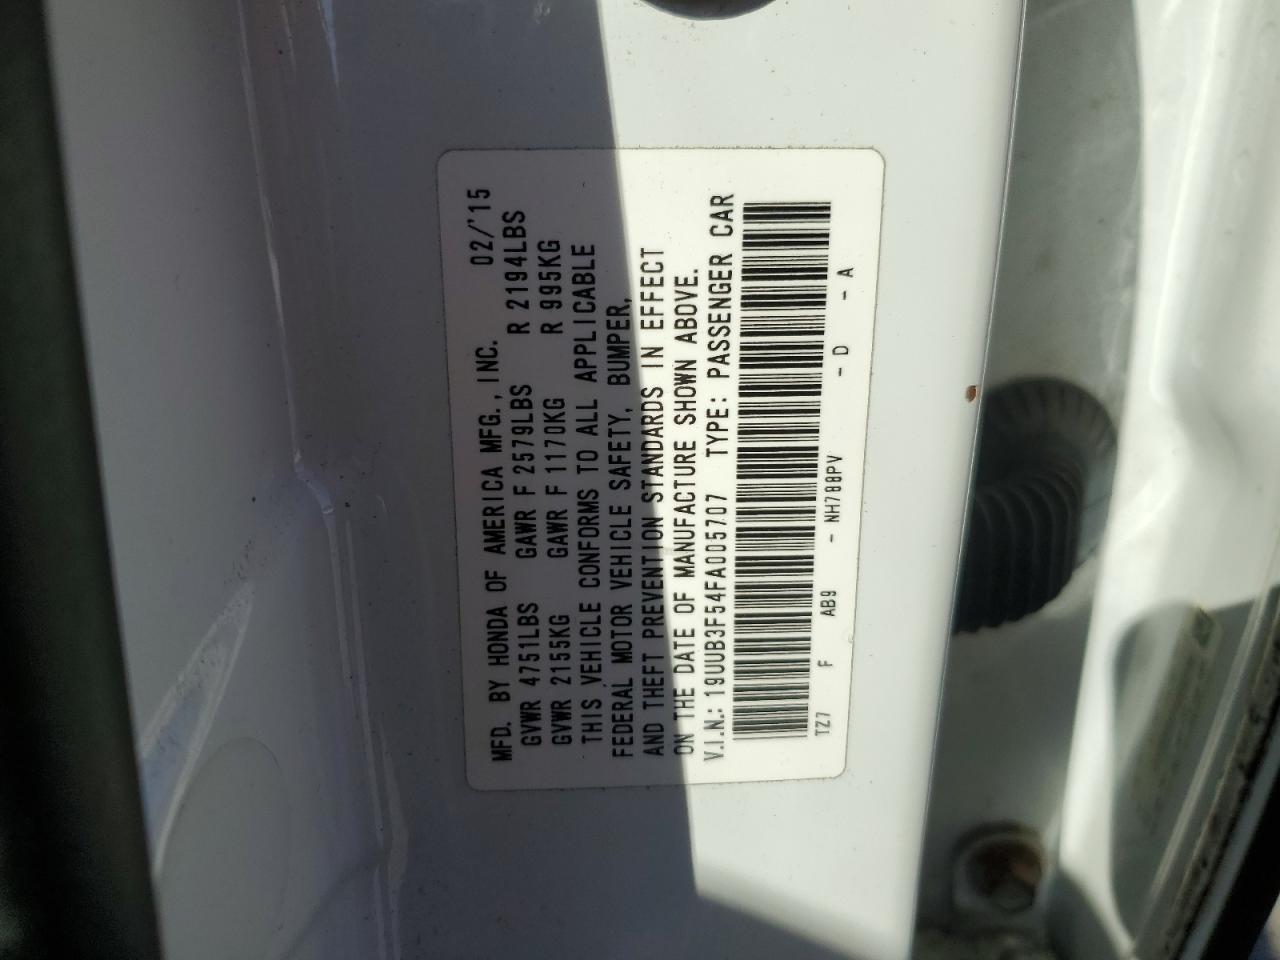 MFD. BY HONDA OF AMERICA MFG., INC. 02/'15
GVWR 4751LBS GAWR F 2579LBS R 2194LBS
GVWR 2155KG GAWR F 1170KG R 995KG
THIS VEHICLE CONFORMS TO ALL APPLICABLE
FEDERAL MOTOR VEHICLE SAFETY, BUMPER,
AND THEFT PREVENTION STANDARDS IN EFFECT
ON THE DATE OF MANUFACTURE SHOWN ABOVE.
V.I.N.: 19UUB3F54FA005707 TYPE: PASSENGER CAR
TZ7 F AB9 - NH788PV - D - A